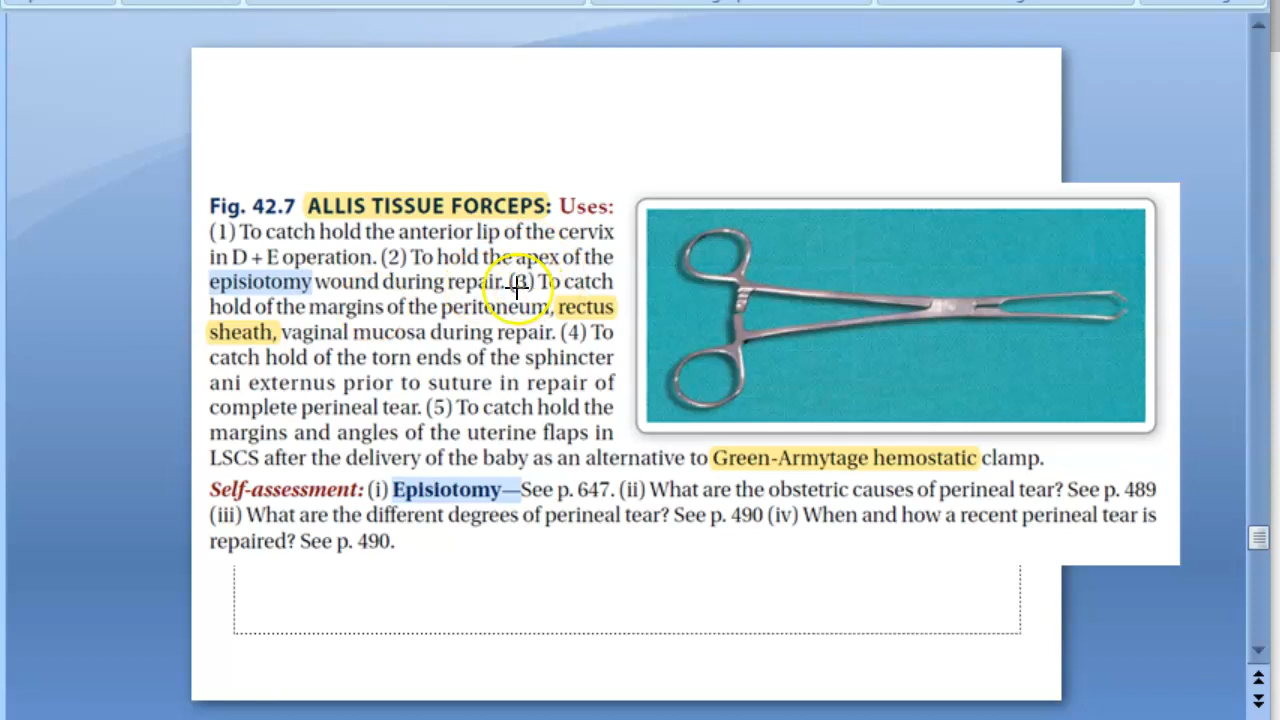 Fig. 42.7 ALLIS TISSUE FORCEPS: Uses:
(1) To catch hold the anterior lip of the cervix
in D + E operation. (2) To hold the apex of the
episiotomy wound during repair. (3) To catch
hold of the margins of the peritoneum, rectus
sheath, vaginal mucosa during repair. (4) To
catch hold of the torn ends of the sphincter
ani externus prior to suture in repair of
complete perineal tear. (5) To catch hold the
margins and angles of the uterine flaps in
LSCS after the delivery of the baby as an alternative to Green-Armytage hemostatic clamp.
Self-assessment: (i) Episiotomy—See p. 647. (ii) What are the obstetric causes of perineal tear? See p. 489
(iii) What are the different degrees of perineal tear? See p. 490 (iv) When and how a recent perineal tear is
repaired? See p. 490.